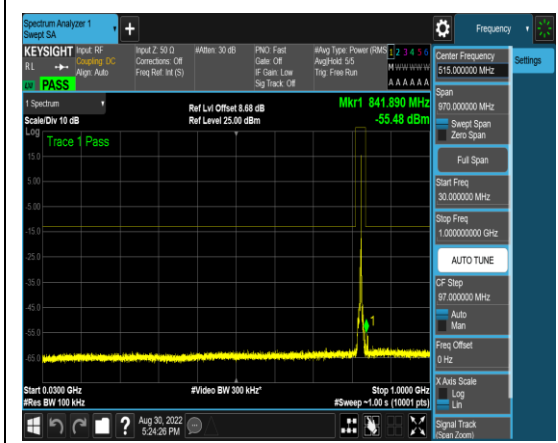 Spectrum Analyzer 1
Swept SA
Frequency
KEYSIGHT
RL
PASS
Input: RF
Coupling: DC
Align: Auto
Input Z: 50 Ω
Corrections: Off
Freq Ref: Int (S)
#Atten: 30 dB
PNO: Fast
Gate: Off
IF Gain: Low
Sig Track: Off
#Avg Type: Power (RMS
Avg|Hold: 5/5
Trig: Free Run
1 2 3 4 5 6
M W W W W W
A A A A A A
1 Spectrum
Scale/Div 10 dB
Ref Lvl Offset 8.68 dB
Ref Level 25.00 dBm
Mkr1 841.890 MHz
-55.48 dBm
Log
Trace 1 Pass
15.0
5.00
-5.00
-15.0
-25.0
-35.0
-45.0
-55.0
-65.0
1
Start 0.0300 GHz
#Res BW 100 kHz
#Video BW 300 kHz*
Stop 1.0000 GHz
#Sweep ~1.00 s (10001 pts)
Center Frequency
515.000000 MHz
Settings
Span
970.000000 MHz
Swept Span
Zero Span
Full Span
Start Freq
30.000000 MHz
Stop Freq
1.000000000 GHz
AUTO TUNE
CF Step
97.000000 MHz
Auto
Man
Freq Offset
0 Hz
X Axis Scale
Log
Lin
Signal Track
(Span Zoom)
?
Aug 30, 2022
5:24:26 PM